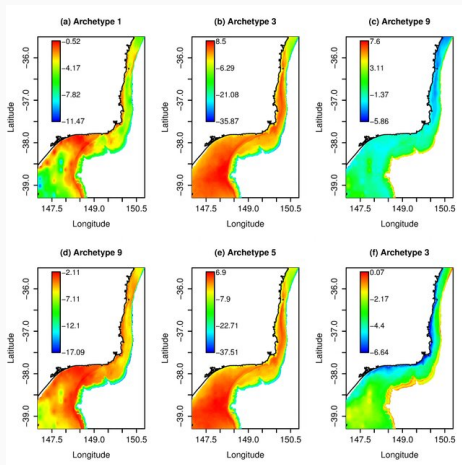 (a) Archetype 1
(b) Archetype 3
(c) Archetype 9
-0.52
-4.17
-7.82
-11.47
8.5
-6.29
-21.08
-35.87
7.6
3.11
-1.37
-5.86
Latitude
-36.0
-37.0
-38.0
-39.0
Latitude
-36.0
-37.0
-38.0
-39.0
Latitude
-36.0
-37.0
-38.0
-39.0
147.5 149.0 150.5
147.5 149.0 150.5
147.5 149.0 150.5
Longitude
Longitude
Longitude
(d) Archetype 9
(e) Archetype 5
(f) Archetype 3
-2.11
-7.11
-12.1
-17.09
6.9
-7.9
-22.71
-37.51
0.07
-2.17
-4.4
-6.64
Latitude
-36.0
-37.0
-38.0
-39.0
Latitude
-36.0
-37.0
-38.0
-39.0
Latitude
-36.0
-37.0
-38.0
-39.0
147.5 149.0 150.5
147.5 149.0 150.5
147.5 149.0 150.5
Longitude
Longitude
Longitude